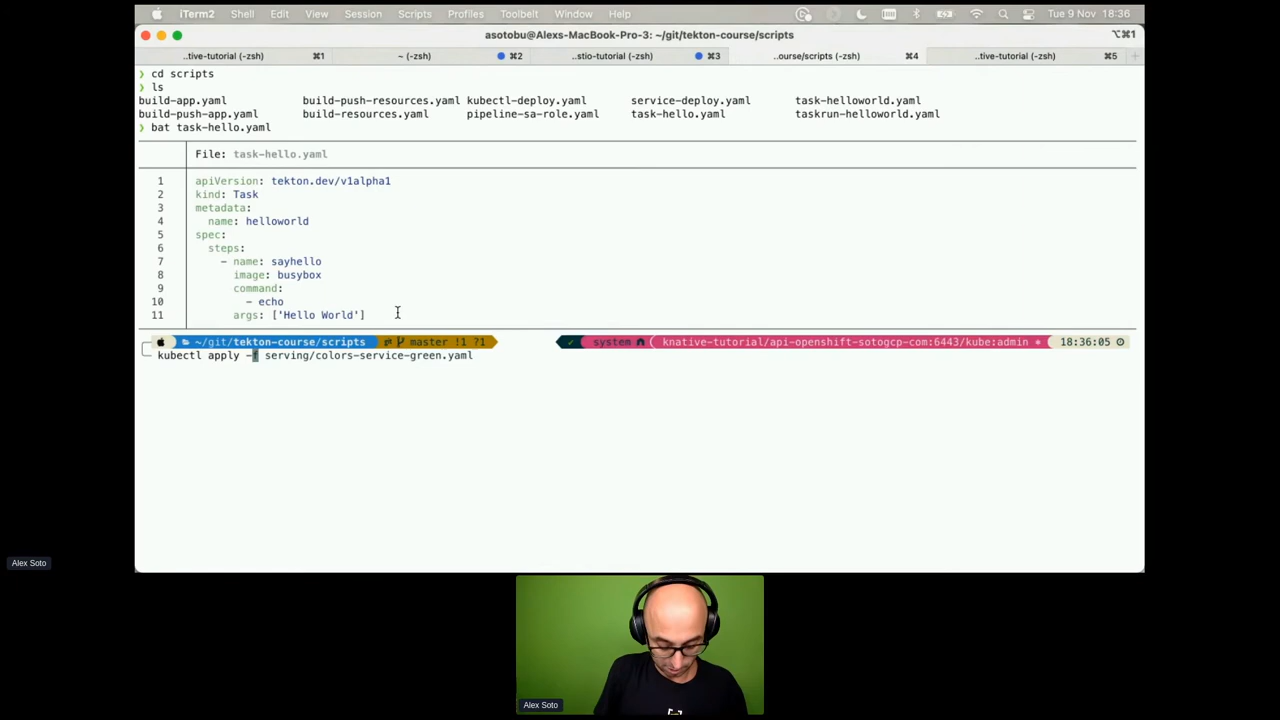 iTerm2 Shell Edit View Session Scripts Profiles Toolbelt Window Help Tue 9 Nov 18:36
asotobu@Alexs-MacBook-Pro-3: ~/git/tekton-course/scripts ⌥⌘1
..tive-tutorial (-zsh) ⌘1 ~ (-zsh) ⌘2 ..stio-tutorial (-zsh) ⌘3 ..ourse/scripts (-zsh) ⌘4 ..tive-tutorial (-zsh) ⌘5
❯ cd scripts
❯ ls
build-app.yaml build-push-resources.yaml kubectl-deploy.yaml service-deploy.yaml task-helloworld.yaml
build-push-app.yaml build-resources.yaml pipeline-sa-role.yaml task-hello.yaml taskrun-helloworld.yaml
❯ bat task-hello.yaml
File: task-hello.yaml
1 apiVersion: tekton.dev/v1alpha1
2 kind: Task
3 metadata:
4 name: helloworld
5 spec:
6 steps:
7 - name: sayhello
8 image: busybox
9 command:
10 - echo
11 args: ['Hello World']
~/git/tekton-course/scripts master !1 ?1 system knative-tutorial/api-openshift-sotogcp-com:6443/kube:admin 18:36:05
kubectl apply -f serving/colors-service-green.yaml
Alex Soto
Alex Soto